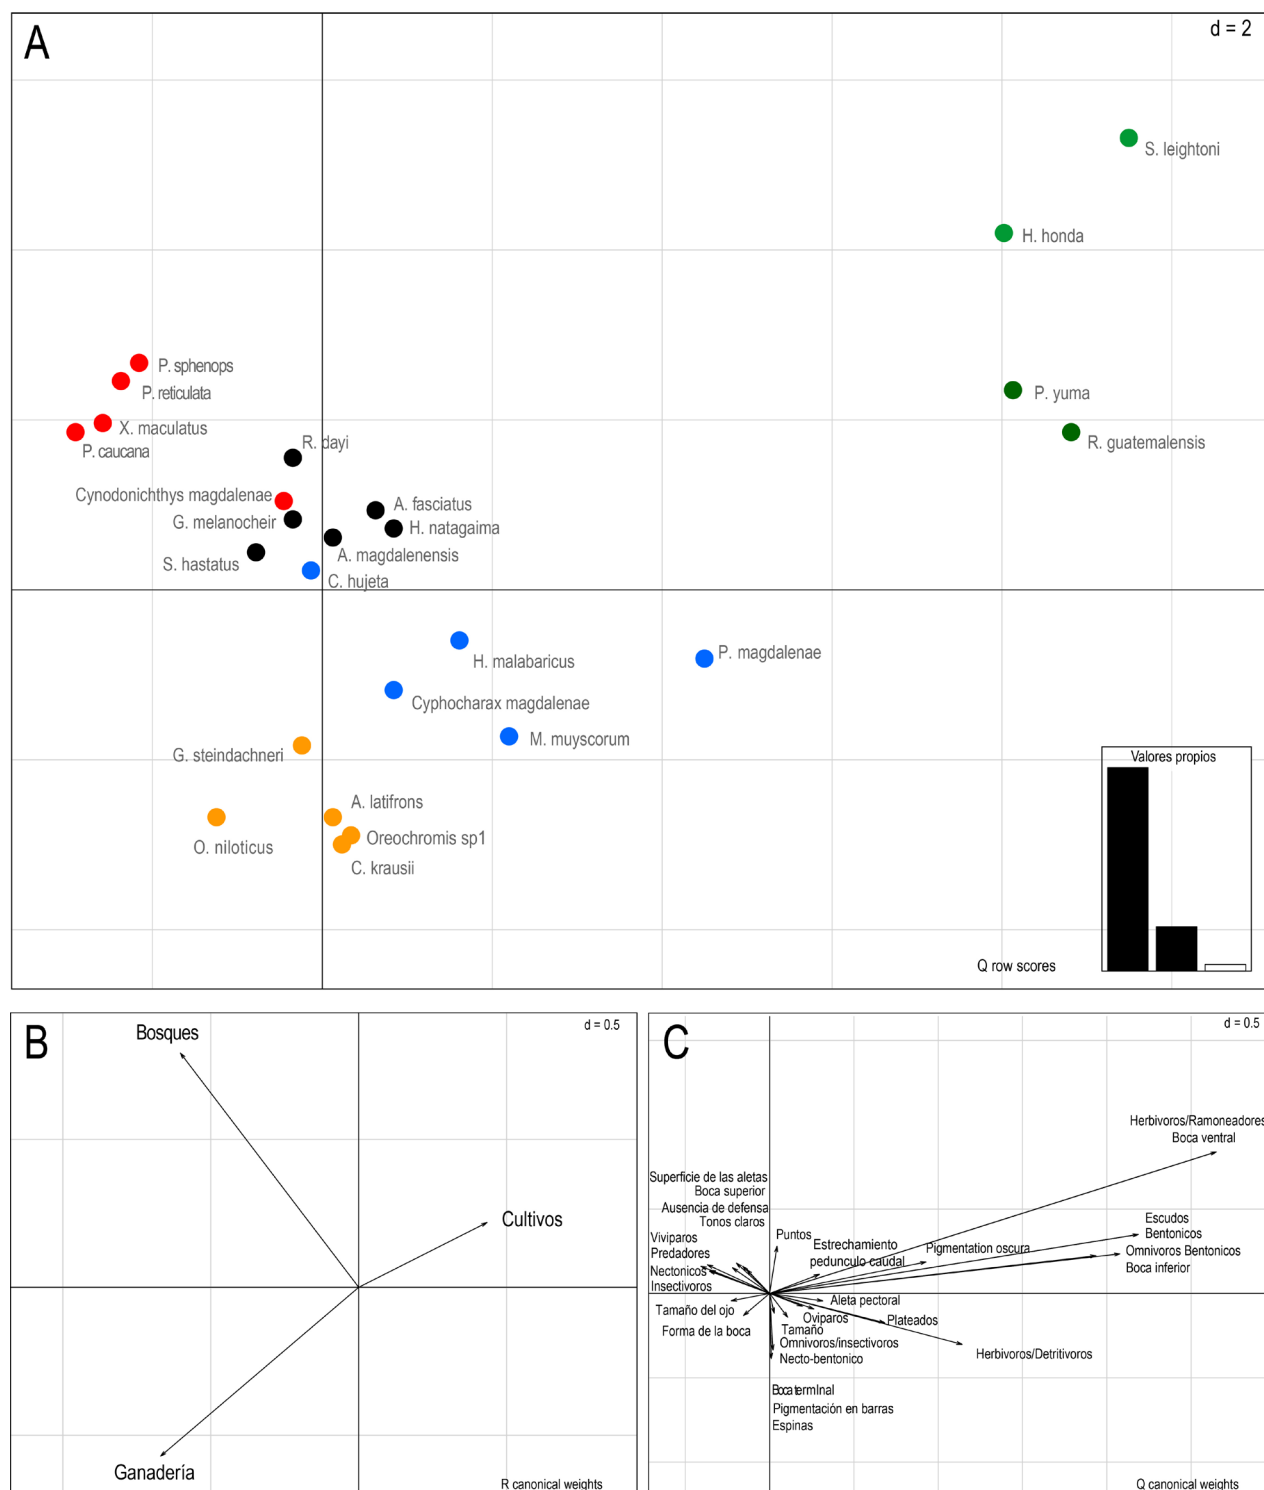 A
d = 2
S. leightoni
H. honda
P. sphenops
P. reticulata
P. yuma
X. maculatus
R. guatemalensis
P. caucana
R. dayi
Cynodonichthys magdalenae
A. fasciatus
G. melanocheir
H. natagaima
A. magdalenensis
S. hastatus
C. hujeta
P. magdalenae
H. malabaricus
Cyphocharax magdalenae
M. muyscorum
G. steindachneri
Valores propios
A. latifrons
Oreochromis sp1
O. niloticus
C. krausii
Q row scores
B
d = 0.5
Bosques
Cultivos
Ganadería
R canonical weights
C
d = 0.5
Herbivoros/Ramoneadores
Boca ventral
Superficie de las aletas
Boca superior
Ausencia de defensa
Tonos claros
Puntos
Escudos
Bentonicos
Viviparos
Predadores
Estrechamiento
pedunculo caudal
Pigmentation oscura
Omnivoros Bentonicos
Boca inferior
Nectonicos
Insectivoros
Aleta pectoral
Tamaño del ojo
Oviparos
Plateados
Forma de la boca
Tamaño
Omnivoros/insectivoros
Necto-bentonico
Herbivoros/Detritivoros
Boca termInal
Pigmentación en barras
Espinas
Q canonical weights